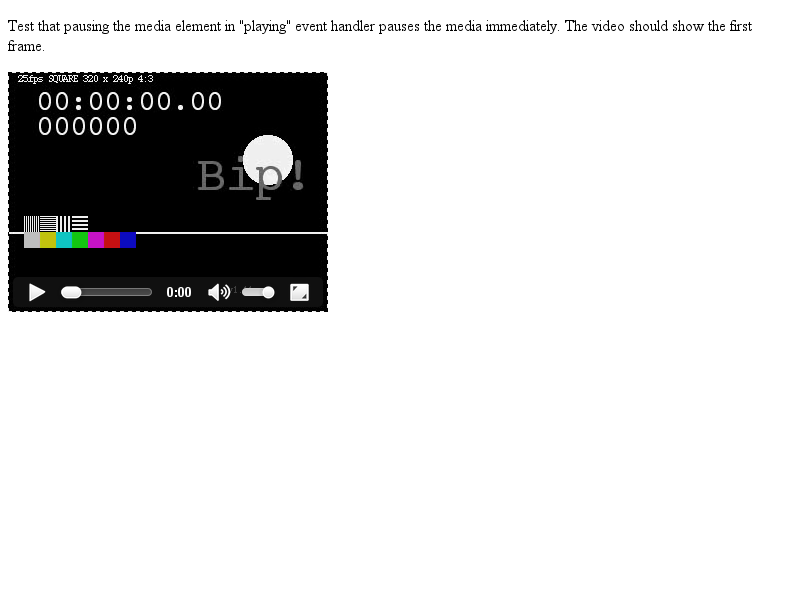 Test that pausing the media element in "playing" event handler pauses the media immediately. The video should show the first
frame.
25fps SQUARE 320 x 240p 4:3
00:00:00.00
000000
Bip!
0:00